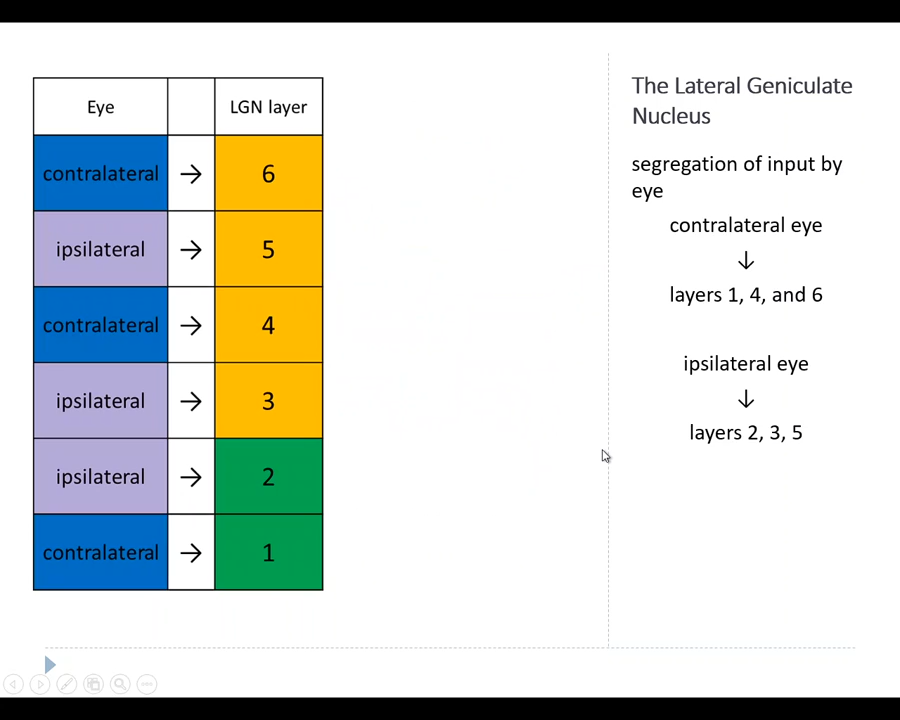 Eye LGN layer
contralateral → 6
ipsilateral → 5
contralateral → 4
ipsilateral → 3
ipsilateral → 2
contralateral → 1
The Lateral Geniculate
Nucleus
segregation of input by
eye
contralateral eye
↓
layers 1, 4, and 6
ipsilateral eye
↓
layers 2, 3, 5